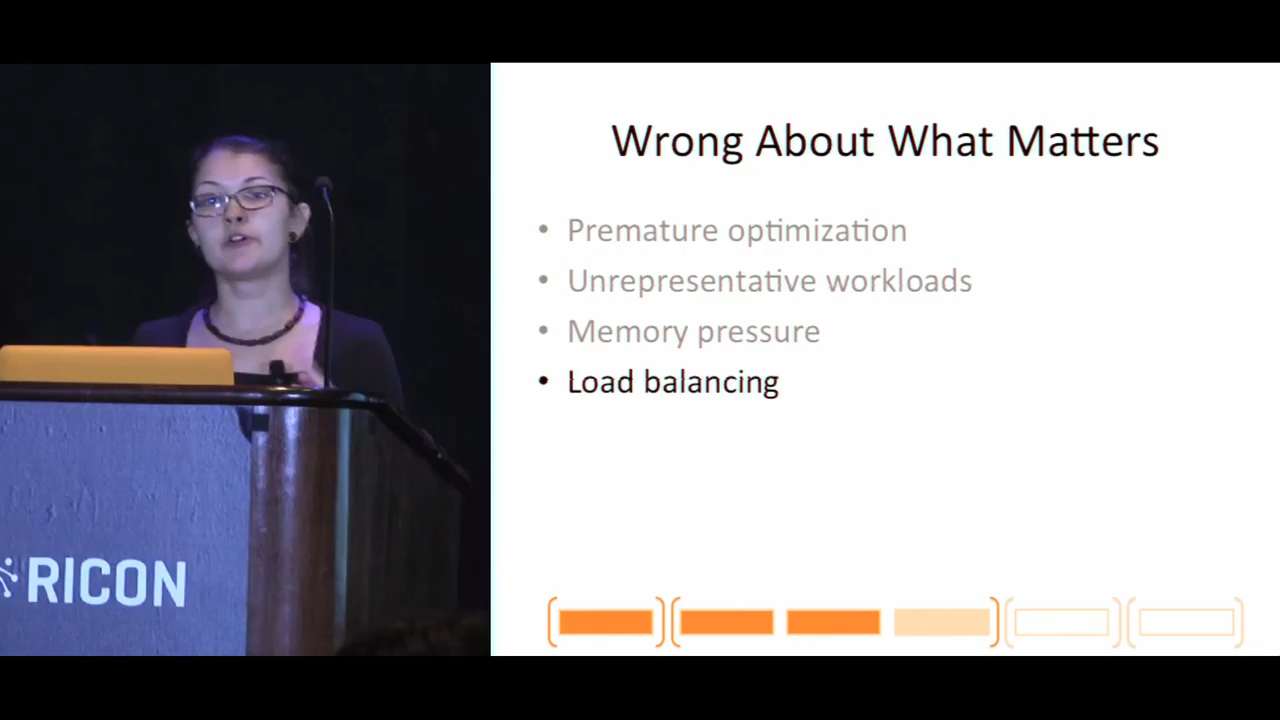 Wrong About What Matters
• Premature optimization
• Unrepresentative workloads
• Memory pressure
• Load balancing
RICON